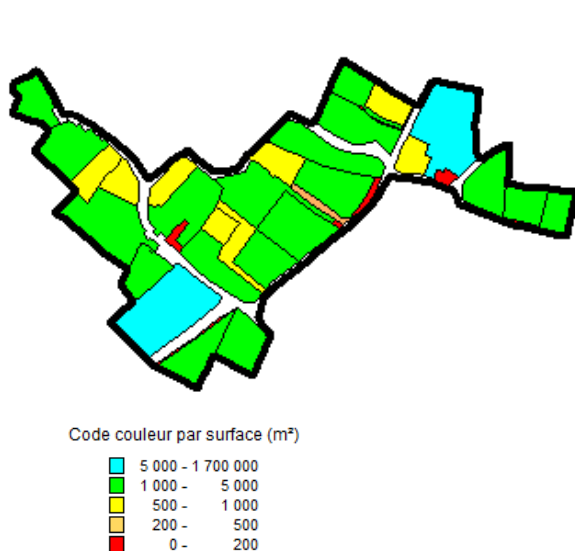 Code couleur par surface (m²)
5 000 - 1 700 000
1 000 - 5 000
500 - 1 000
200 - 500
0 - 200